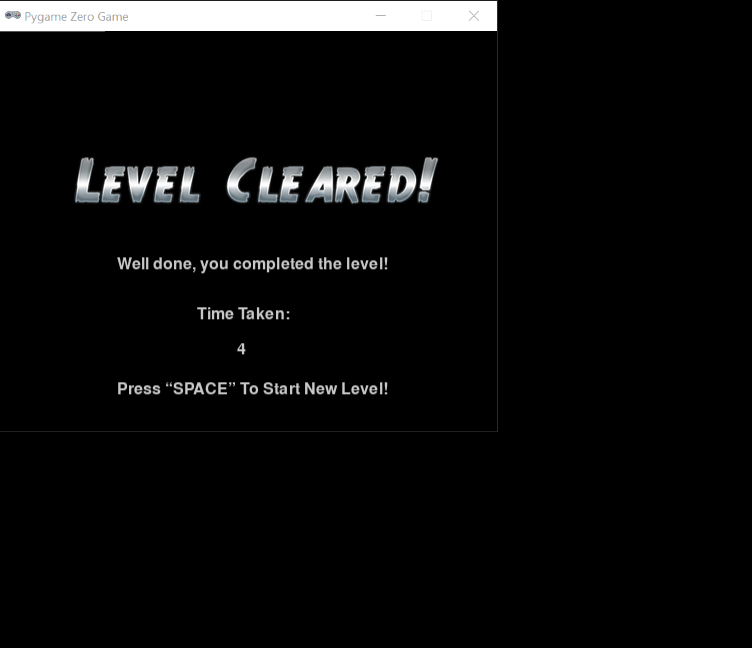 Pygame Zero Game
LEVEL CLEARED!
Well done, you completed the level!
Time Taken:
4
Press “SPACE” To Start New Level!